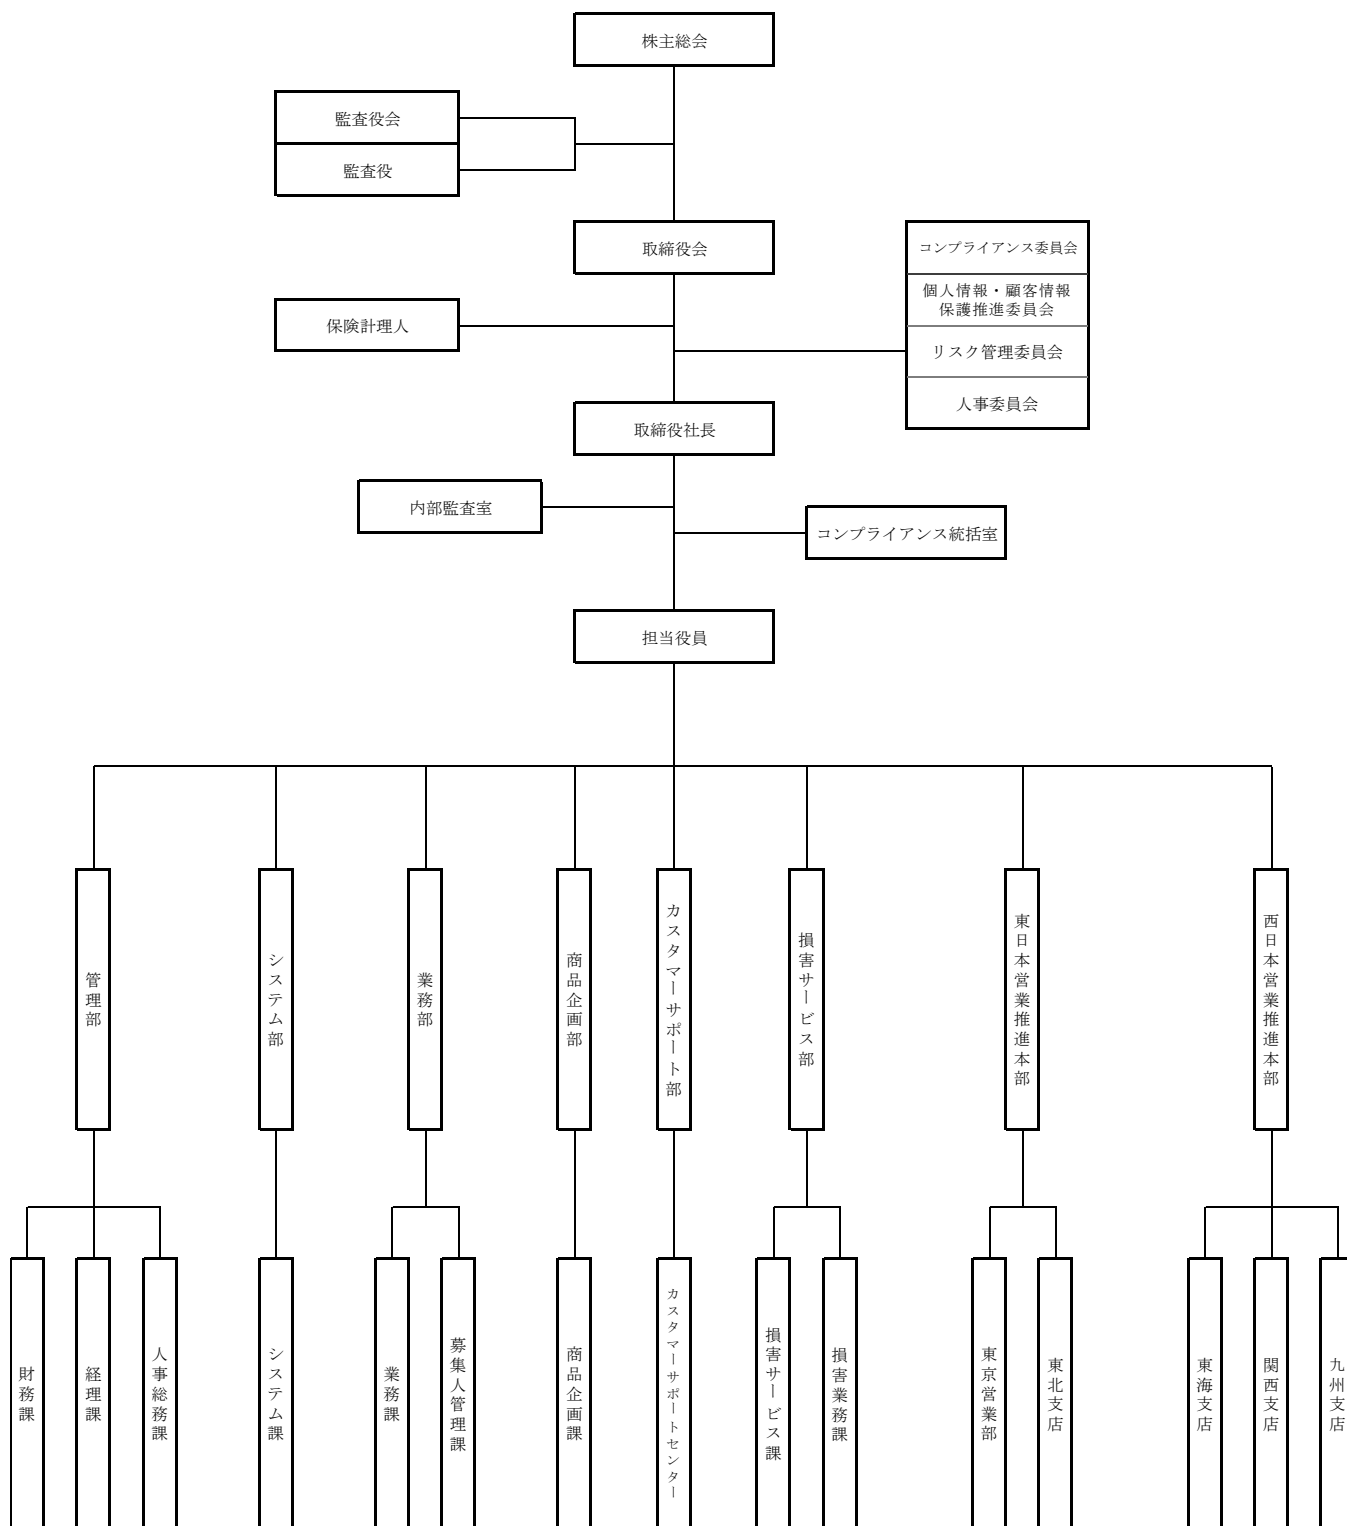 株主総会
監査役会
監査役
取締役会
コンプライアンス委員会
個人情報・顧客情報
保護推進委員会
保険計理人
リスク管理委員会
人事委員会
取締役社長
内部監査室
コンプライアンス統括室
担当役員
管理部
システム部
業務部
商品企画部
カスタマーサポート部
損害サービス部
東日本営業推進本部
西日本営業推進本部
財務課
経理課
人事総務課
システム課
業務課
募集人管理課
商品企画課
カスタマーサポートセンター
損害サービス課
損害業務課
東京営業部
東北支店
東海支店
関西支店
九州支店